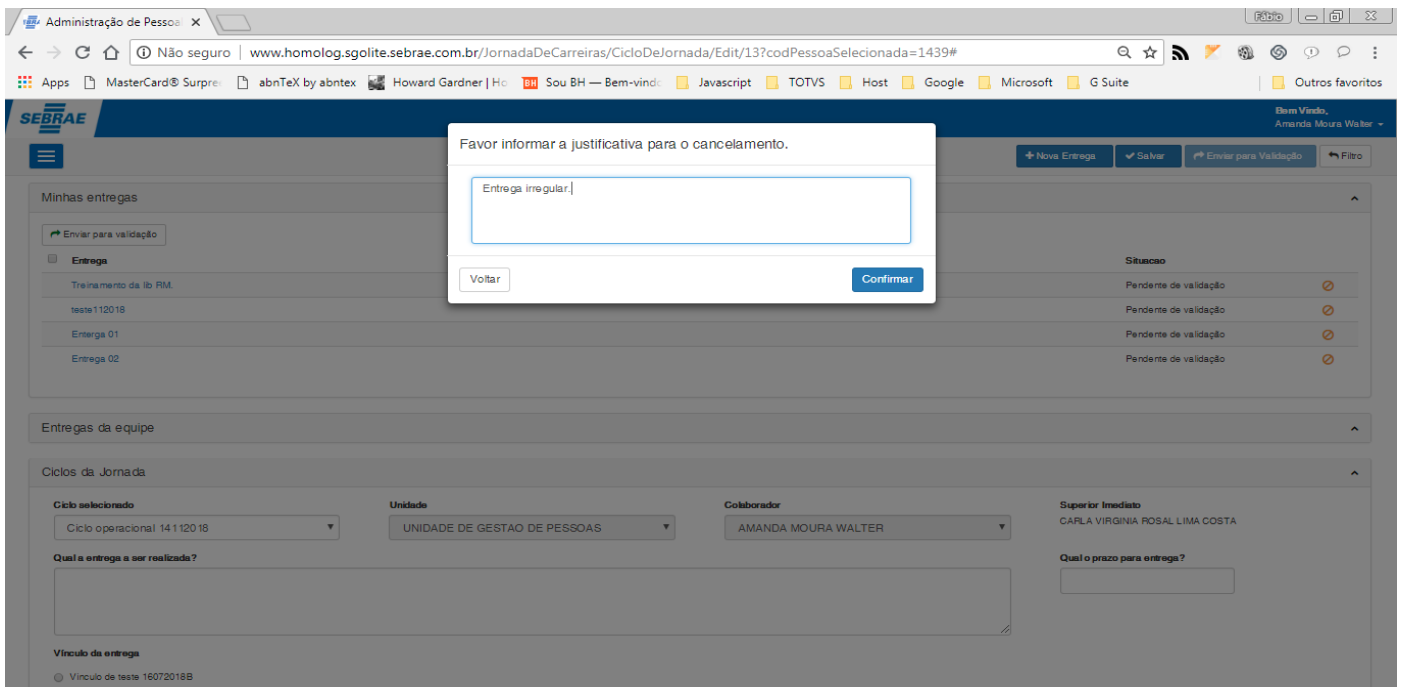 Administração de Pessoa
Fábio
Não seguro | www.homolog.sgolite.sebrae.com.br/JornadaDeCarreiras/CicloDeJornada/Edit/13?codPessoaSelecionada=1439#
Apps MasterCard® Surpre abnTeX by abntex Howard Gardner | Ho Sou BH — Bem-vindo Javascript TOTVS Host Google Microsoft G Suite Outros favoritos
SEBRAE
Bem Vindo,
Amanda Moura Walter
Favor informar a justificativa para o cancelamento.
Nova Entrega Salvar Enviar para Validação Filtro
Entrega irregular.
Minhas entregas
Enviar para validação
Entrega Situacao
Voltar Confirmar
Treinamento da lib RM. Pendente de validação
teste112018 Pendente de validação
Enterga 01 Pendente de validação
Entrega 02 Pendente de validação
Entregas da equipe
Ciclos da Jornada
Ciclo selecionado Unidade Colaborador Superior Imediato
Ciclo operacional 14112018 UNIDADE DE GESTAO DE PESSOAS AMANDA MOURA WALTER CARLA VIRGINIA ROSAL LIMA COSTA
Qual a entrega a ser realizada? Qual o prazo para entrega?
Vínculo da entrega
Vinculo de teste 16072018B